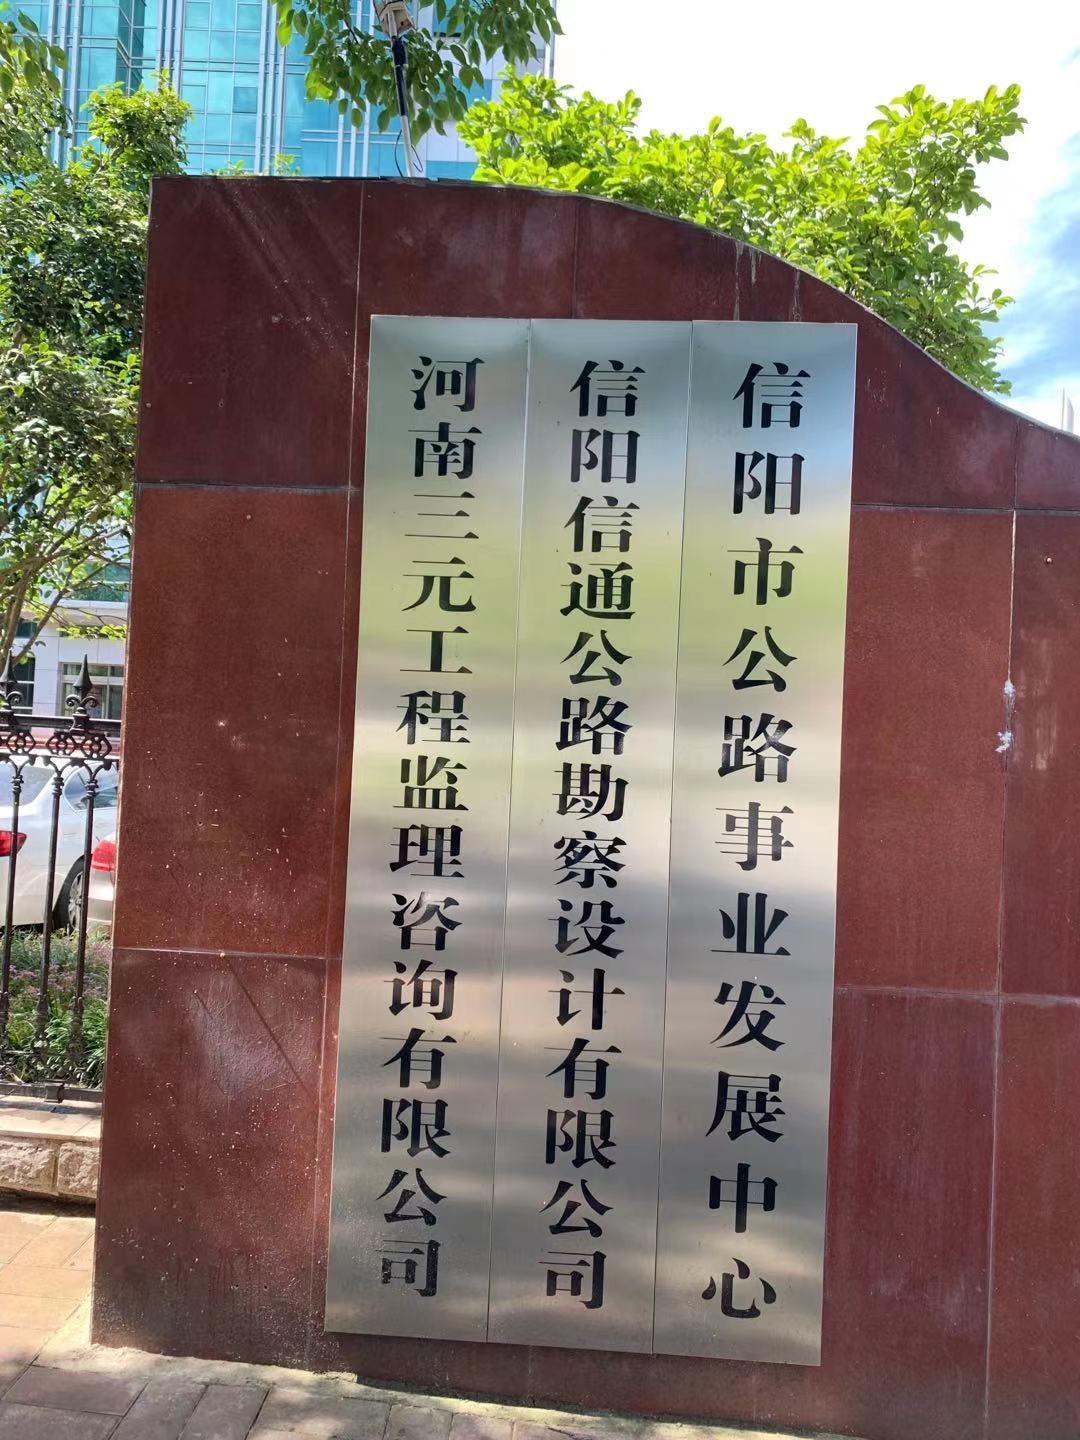 信阳市公路事业发展中心
信阳信通公路勘察设计有限公司
河南三元工程监理咨询有限公司